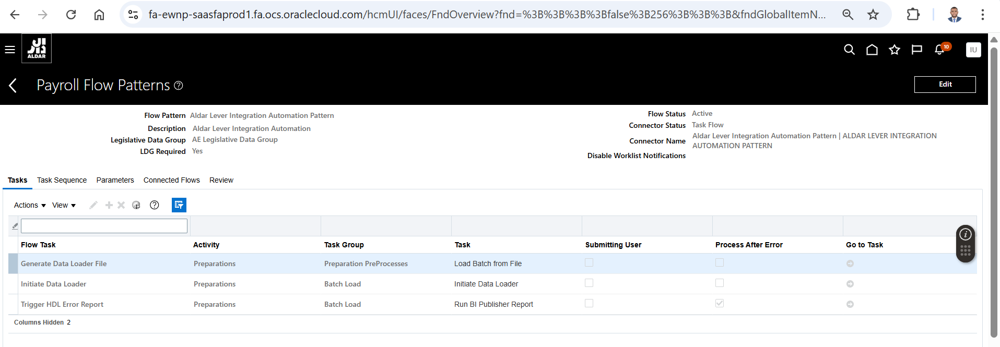 fa-ewnp-saasfaprod1.fa.ocs.oraclecloud.com/hcmUI/faces/FndOverview?fnd=%3B%3B%3B%3Bfalse%3B256%3B%3B%3B&fndGlobalItemN...
ALDAR
10
IU
Payroll Flow Patterns
Edit
Flow Pattern Aldar Lever Integration Automation Pattern
Description Aldar Lever Integration Automation
Legislative Data Group AE Legislative Data Group
LDG Required Yes
Flow Status Active
Connector Status Task Flow
Connector Name Aldar Lever Integration Automation Pattern | ALDAR LEVER INTEGRATION
AUTOMATION PATTERN
Disable Worklist Notifications
Tasks Task Sequence Parameters Connected Flows Review
Actions View
Flow Task Activity Task Group Task Submitting User Process After Error Go to Task
Generate Data Loader File Preparations Preparation PreProcesses Load Batch from File
Initiate Data Loader Preparations Batch Load Initiate Data Loader
Trigger HDL Error Report Preparations Batch Load Run BI Publisher Report
Columns Hidden 2